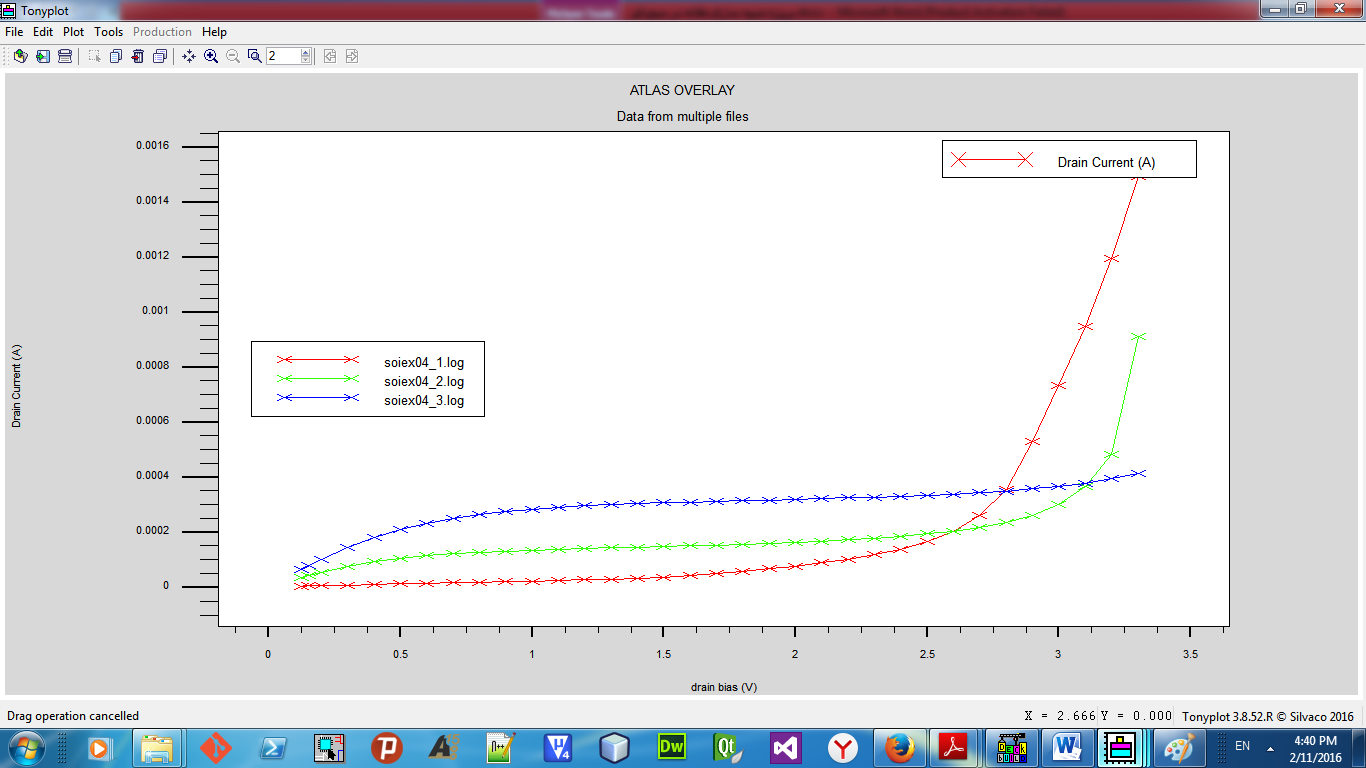 Tonyplot
File Edit Plot Tools Production Help
2
ATLAS OVERLAY
Data from multiple files
Drain Current (A)
0.0016
0.0014
0.0012
0.001
0.0008
0.0006
0.0004
0.0002
0
Drain Current (A)
soiex04_1.log
soiex04_2.log
soiex04_3.log
0 0.5 1 1.5 2 2.5 3 3.5
drain bias (V)
Drag operation cancelled X = 2.666 Y = 0.000 Tonyplot 3.8.52.R © Silvaco 2016
EN 4:40 PM
2/11/2016